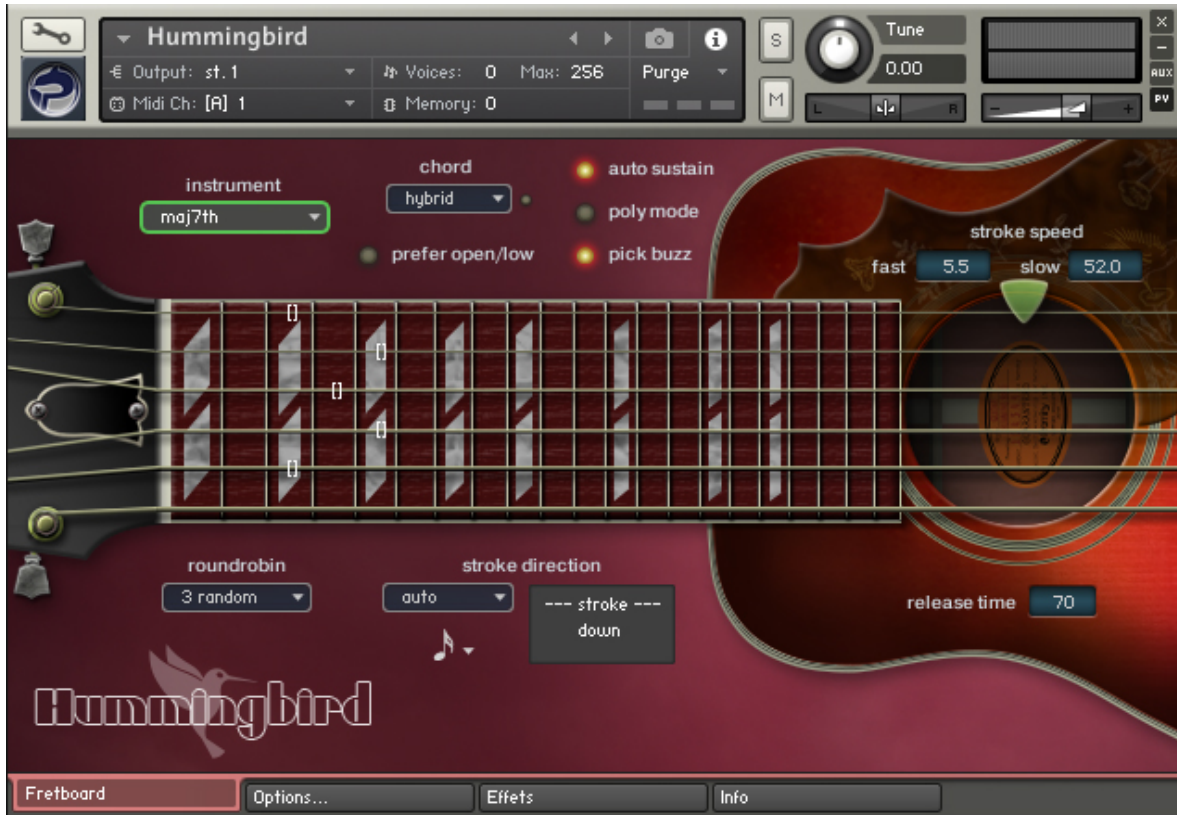 Hummingbird
Output: st.1
Voices: 0 Max: 256
Purge
Midi Ch: [A] 1
Memory: 0
S
M
Tune
0.00
L R
- +
×
-
AUX
PV
instrument
maj7th
chord
hybrid
prefer open/low
auto sustain
poly mode
pick buzz
stroke speed
fast 5.5 slow 52.0
[]
[]
[]
[]
[]
roundrobin
3 random
stroke direction
auto
--- stroke ---
down
release time 70
Hummingbird
Fretboard
Options...
Effets
Info